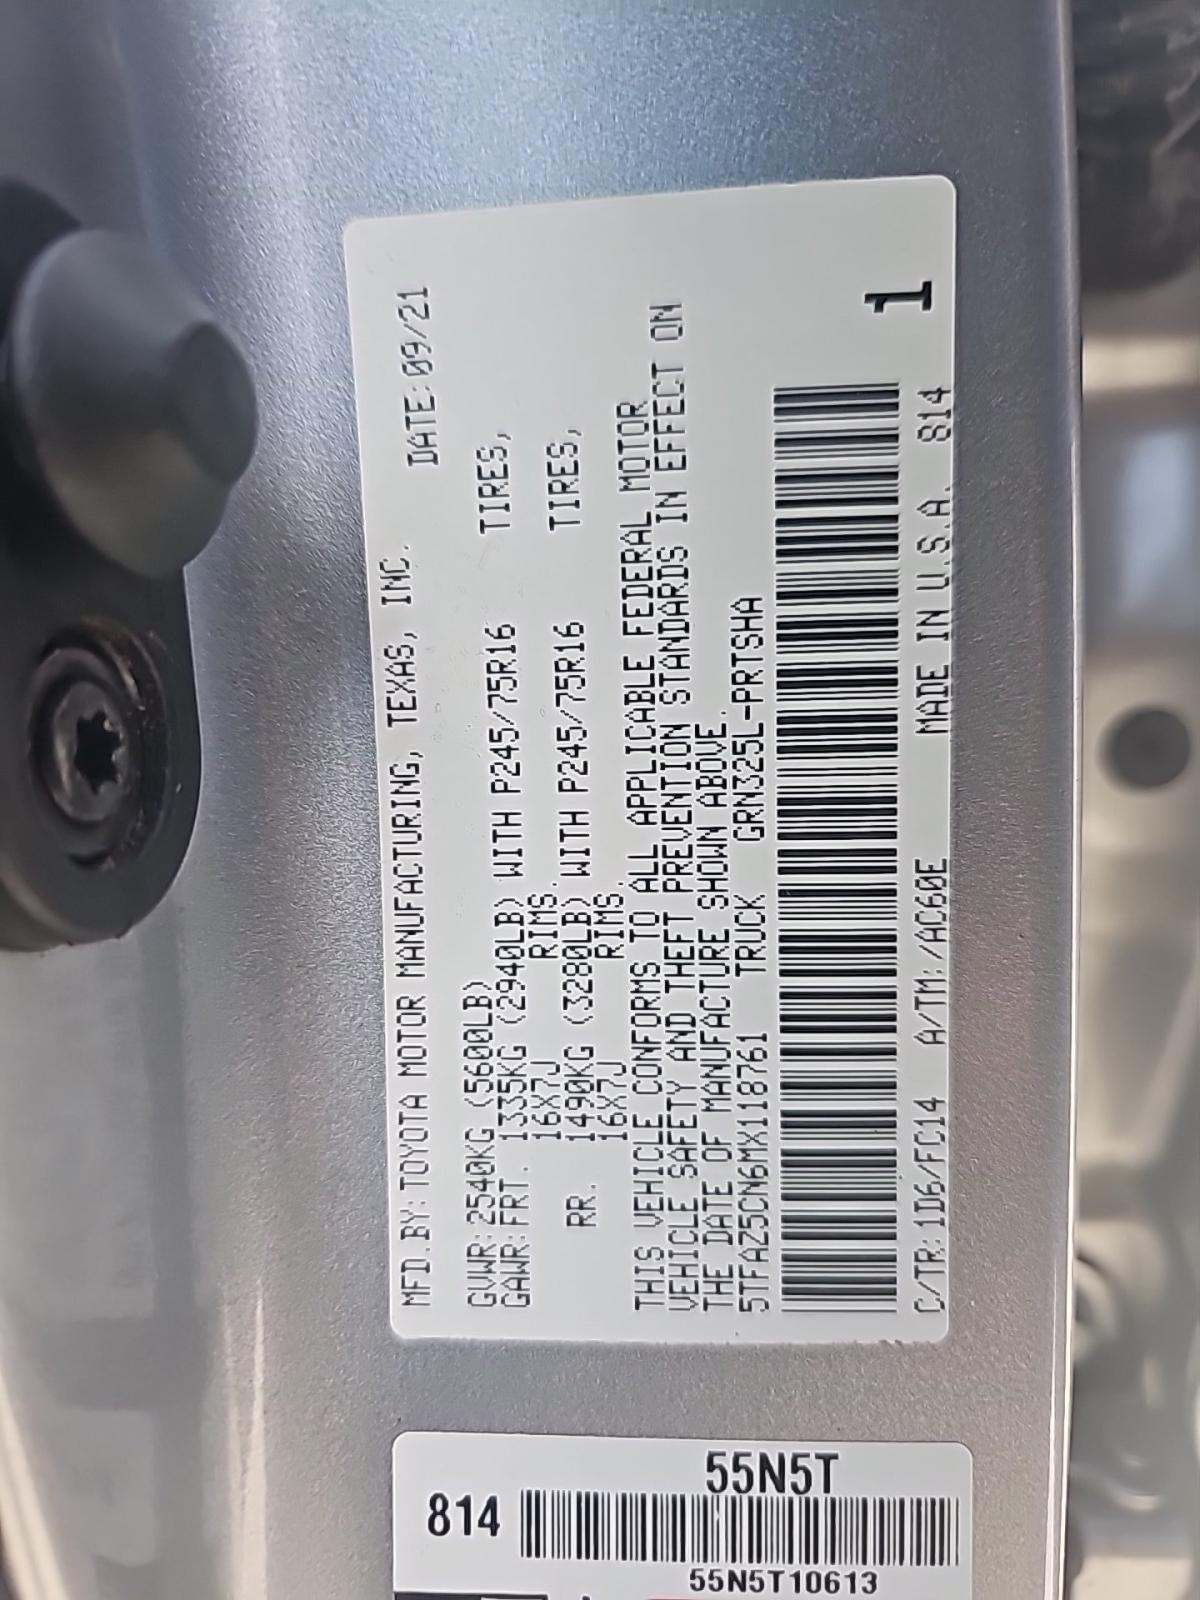 MFD.BY:TOYOTA MOTOR MANUFACTURING, TEXAS, INC. DATE:09/21
GVWR:2540KG (5600LB)
GAWR:FRT. 1335KG (2940LB) WITH P245/75R16 TIRES,
16X7J RIMS.
RR. 1490KG (3280LB) WITH P245/75R16 TIRES,
16X7J RIMS.
THIS VEHICLE CONFORMS TO ALL APPLICABLE FEDERAL MOTOR
VEHICLE SAFETY AND THEFT PREVENTION STANDARDS IN EFFECT ON
THE DATE OF MANUFACTURE SHOWN ABOVE.
5TFAZ5CN6MX118761 TRUCK GRN325L-PRTSHA
1
C/TR:1D6/FC14 A/TM:/AC60E MADE IN U.S.A. 814
814
55N5T
55N5T10613